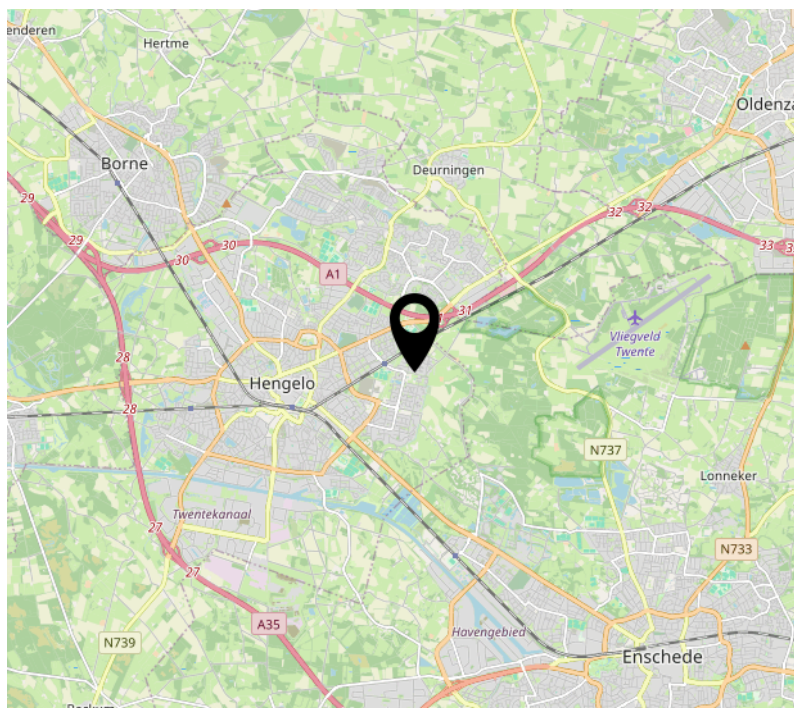 enderen
Hertme
Oldenza
Borne
Deurningen
29
32
32
29
30
30
33
3
A1
31
Vliegveld
Twente
28
Hengelo
28
N737
Lonneker
Twentekanaal
27
N733
27
A35
Havengebied
N739
Enschede